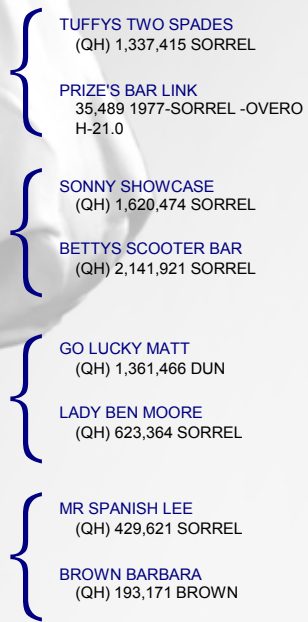 TUFFYS TWO SPADES
(QH) 1,337,415 SORREL
PRIZE'S BAR LINK
35,489 1977-SORREL -OVERO
H-21.0
SONNY SHOWCASE
(QH) 1,620,474 SORREL
BETTYS SCOOTER BAR
(QH) 2,141,921 SORREL
GO LUCKY MATT
(QH) 1,361,466 DUN
LADY BEN MOORE
(QH) 623,364 SORREL
MR SPANISH LEE
(QH) 429,621 SORREL
BROWN BARBARA
(QH) 193,171 BROWN